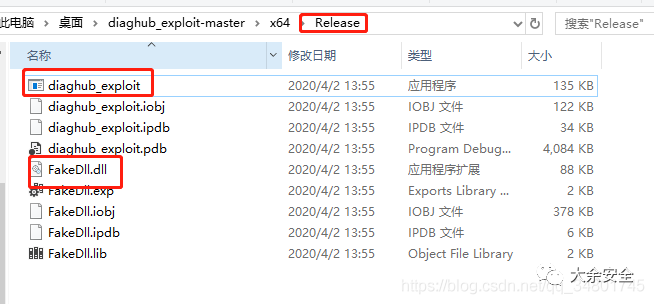 此电脑 › 桌面 › diaghub_exploit-master › x64 › Release 搜索"Release"
名称 修改日期 类型 大小
diaghub_exploit 2020/4/2 13:55 应用程序 135 KB
diaghub_exploit.iobj 2020/4/2 13:55 IOBJ 文件 122 KB
diaghub_exploit.ipdb 2020/4/2 13:55 IPDB 文件 34 KB
diaghub_exploit.pdb 2020/4/2 13:55 Program Debug... 4,084 KB
FakeDll.dll 2020/4/2 13:55 应用程序扩展 88 KB
FakeDll.exp 2020/4/2 13:55 Exports Library ... 2 KB
FakeDll.iobj 2020/4/2 13:55 IOBJ 文件 378 KB
FakeDll.ipdb 2020/4/2 13:55 IPDB 文件 6 KB
FakeDll.lib 2020/4/2 13:55 Object File Library 2 KB
大余安全
https://blog.csdn.net/qq_34801745